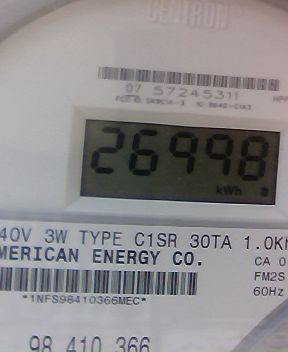 CENTRON
07 57245311
26998
kWh
40V 3W TYPE C1SR 30TA 1.0K
MERICAN ENERGY CO.
CA 0
FM2S
60Hz
*1NFS98410366MEC*
98 410 366